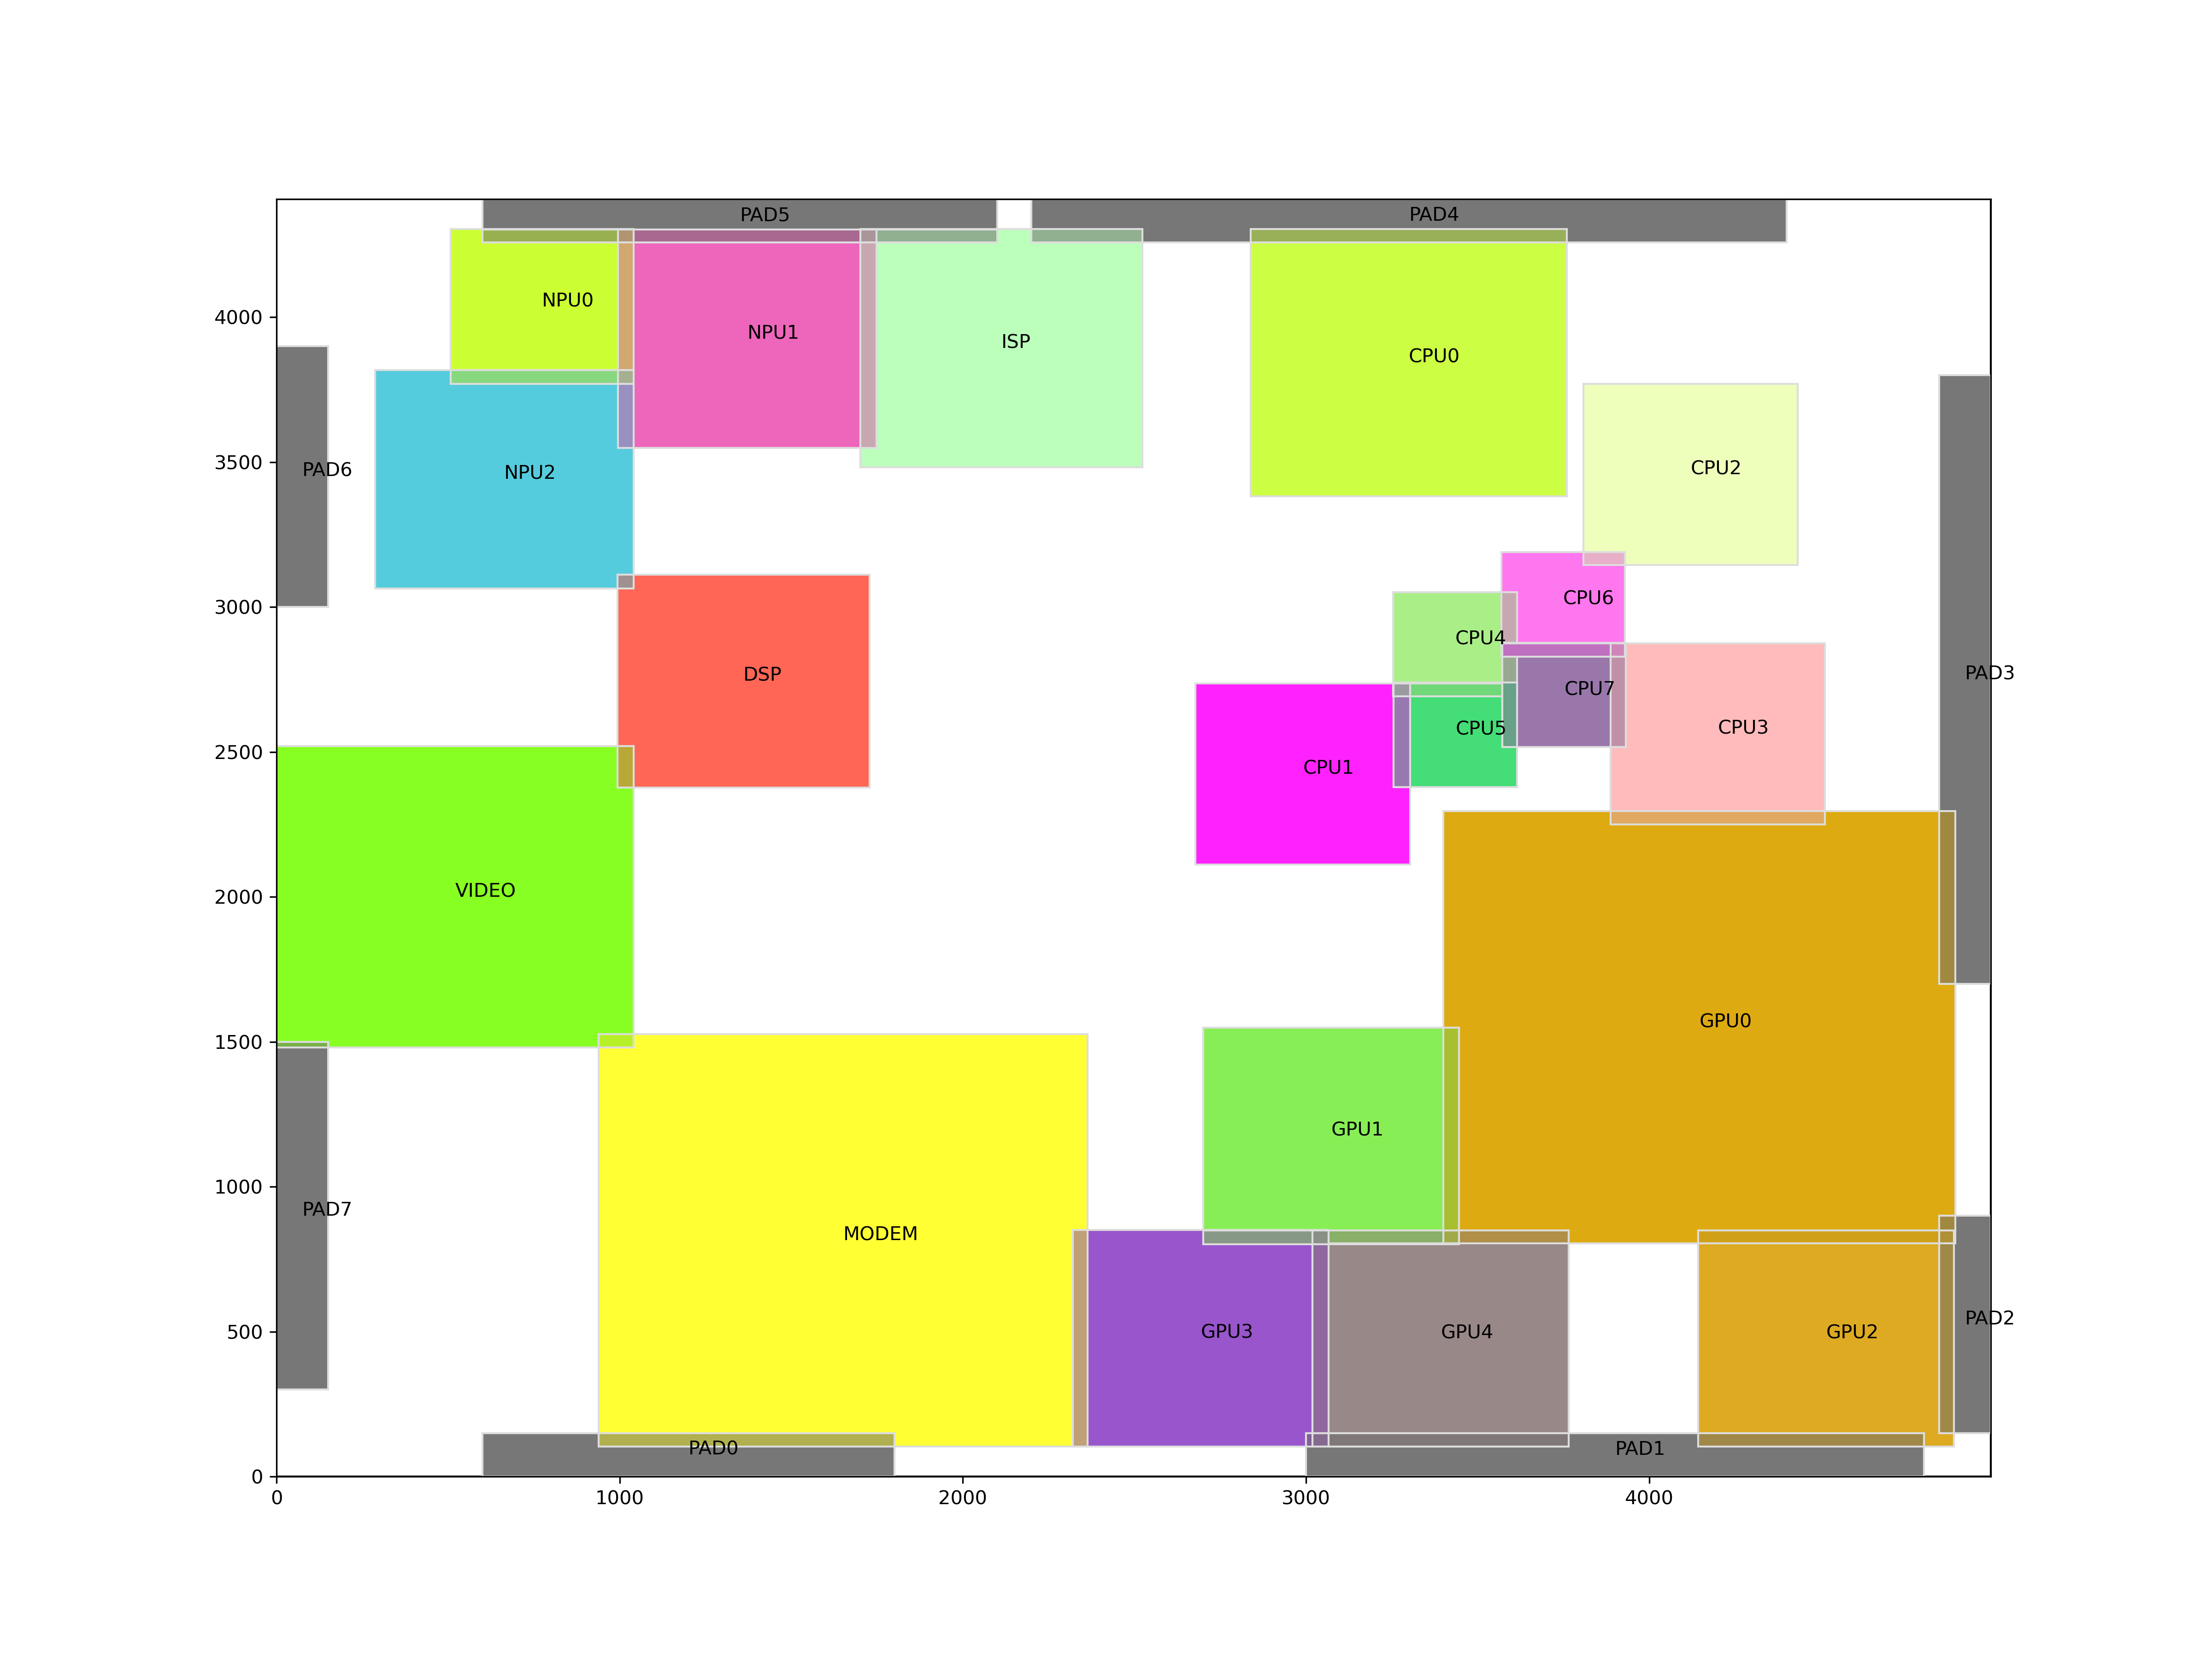 PAD5
PAD4
NPU0
4000
NPU1
ISP
CPU0
3500
PAD6
NPU2
CPU2
3000
CPU6
CPU4
DSP
PAD3
CPU7
CPU5
CPU3
2500
CPU1
VIDEO
2000
GPU0
1500
GPU1
1000
PAD7
MODEM
500
GPU3
GPU4
GPU2
PAD2
PAD0
PAD1
0
0
1000
2000
3000
4000